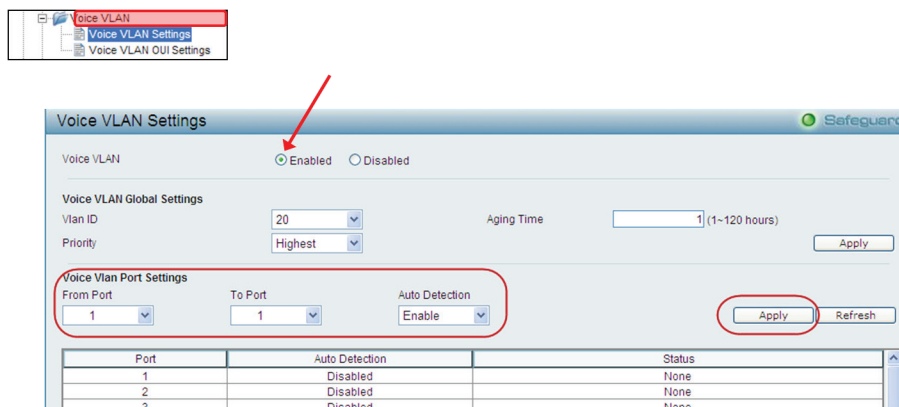 Voice VLAN
Voice VLAN Settings
Voice VLAN OUI Settings
Voice VLAN Settings
Safeguard
Voice VLAN Enabled Disabled
Voice VLAN Global Settings
Vlan ID 20 Aging Time 1 (1~120 hours)
Priority Highest Apply
Voice Vlan Port Settings
From Port To Port Auto Detection
1 1 Enable Apply Refresh
Port Auto Detection Status
1 Disabled None
2 Disabled None
3 Disabled None